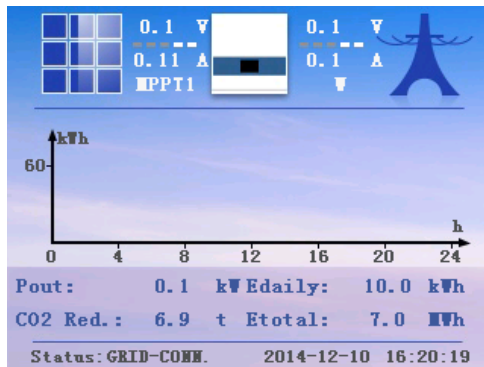 0.1 V 0.1 V
0.11 A 0.1 A
MPPT1 W
kWh
60
h
0 4 8 12 16 20 24
Pout: 0.1 kW Edaily: 10.0 kWh
CO2 Red.: 6.9 t Etotal: 7.0 MWh
Status:GRID-CONN. 2014-12-10 16:20:19